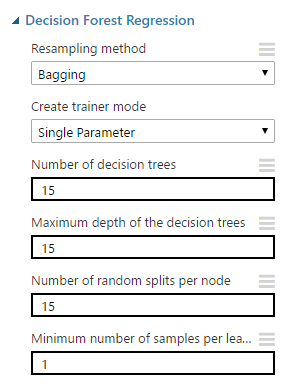 Decision Forest Regression
Resampling method
Bagging
Create trainer mode
Single Parameter
Number of decision trees
15
Maximum depth of the decision trees
15
Number of random splits per node
15
Minimum number of samples per lea...
1